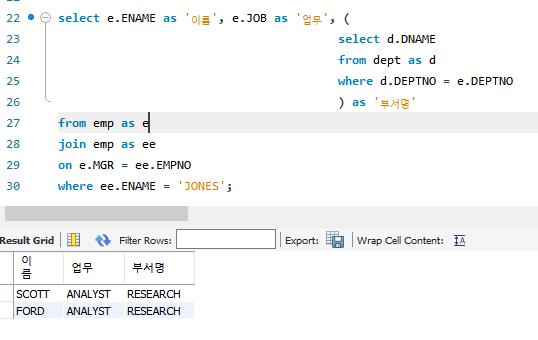 22 select e.ENAME as '이름', e.JOB as '업무', (
23 select d.DNAME
24 from dept as d
25 where d.DEPTNO = e.DEPTNO
26 ) as '부서명'
27 from emp as e
28 join emp as ee
29 on e.MGR = ee.EMPNO
30 where ee.ENAME = 'JONES';
Result Grid Filter Rows: Export: Wrap Cell Content:
이름 업무 부서명
SCOTT ANALYST RESEARCH
FORD ANALYST RESEARCH